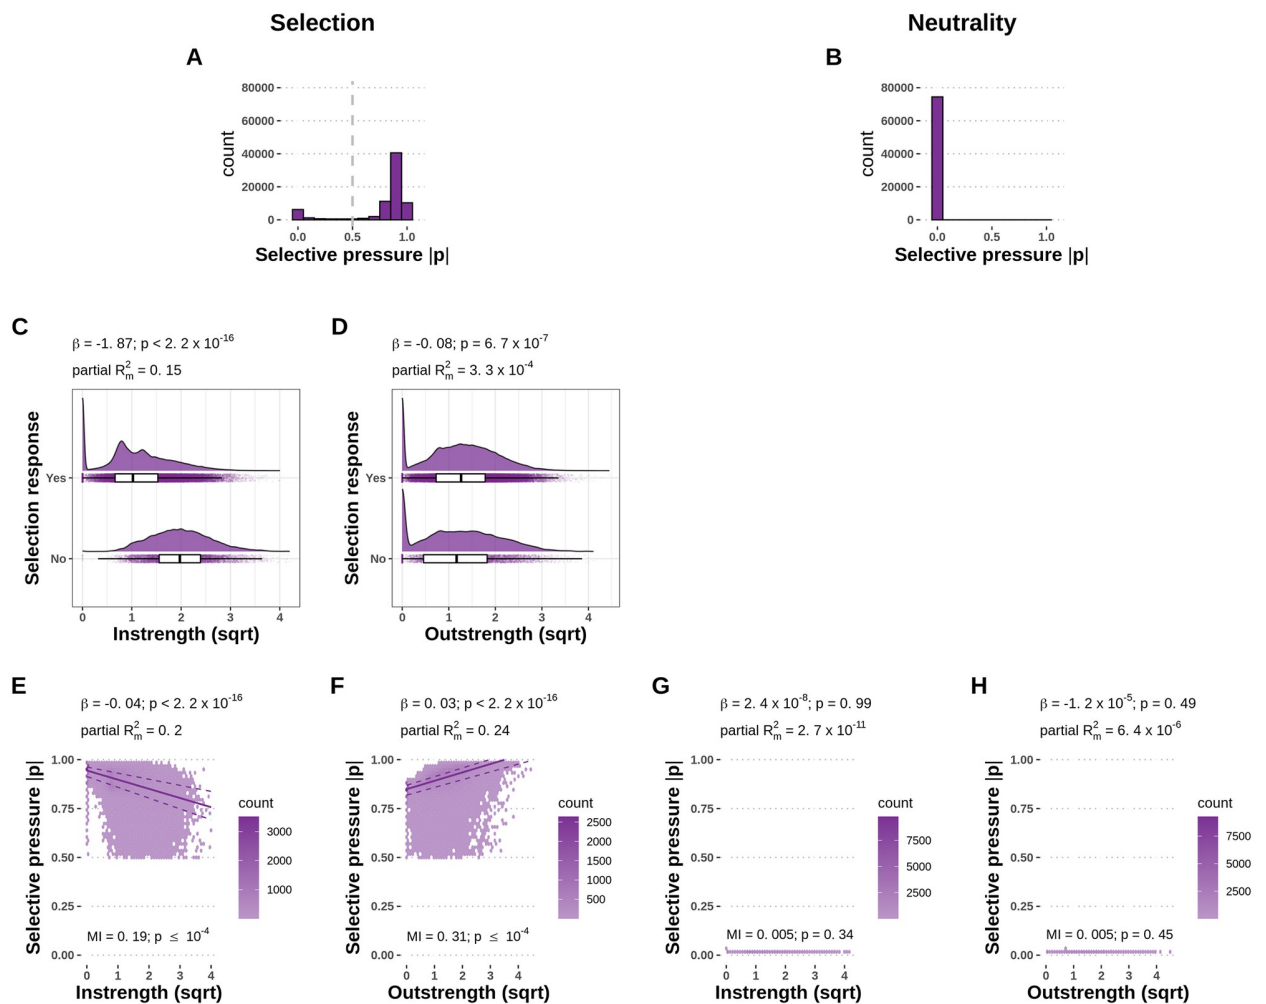 Selection
Neutrality
A
80000
60000
40000
20000
0
count
0.0
0.5
1.0
Selective pressure |p|
B
80000
60000
40000
20000
0
count
0.0
0.5
1.0
Selective pressure |p|
C
β = -1. 87; p < 2. 2 x 10^-16
partial R²m = 0. 15
Selection response
Yes
No
0 1 2 3 4
Instrength (sqrt)
D
β = -0. 08; p = 6. 7 x 10^-7
partial R²m = 3. 3 x 10^-4
Selection response
Yes
No
0 1 2 3 4
Outstrength (sqrt)
E
β = -0. 04; p < 2. 2 x 10^-16
partial R²m = 0. 2
Selective pressure |p|
1.00
0.75
0.50
0.25
0.00
MI = 0. 19; p ≤ 10^-4
0 1 2 3 4
Instrength (sqrt)
count
3000
2000
1000
F
β = 0. 03; p < 2. 2 x 10^-16
partial R²m = 0. 24
Selective pressure |p|
1.00
0.75
0.50
0.25
0.00
MI = 0. 31; p ≤ 10^-4
0 1 2 3 4
Outstrength (sqrt)
count
2500
2000
1500
1000
500
G
β = 2. 4 x 10^-8; p = 0. 99
partial R²m = 2. 7 x 10^-11
Selective pressure |p|
1.00
0.75
0.50
0.25
0.00
MI = 0. 005; p = 0. 34
0 1 2 3 4
Instrength (sqrt)
count
7500
5000
2500
H
β = -1. 2 x 10^-5; p = 0. 49
partial R²m = 6. 4 x 10^-6
Selective pressure |p|
1.00
0.75
0.50
0.25
0.00
MI = 0. 005; p = 0. 45
0 1 2 3 4
Outstrength (sqrt)
count
7500
5000
2500